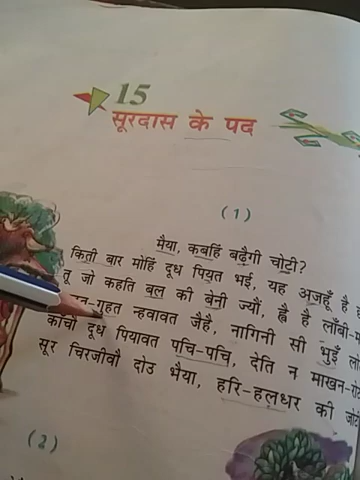 15
सूरदास के पद
(1)
मैया, कबहिं बढ़ैगी चोटी?
किती बार मोहिं दूध पियत भई, यह अजहूँ है
तू जो कहति बल की बेनी ज्यौं, ह्वै है लाँबी
गुहत न्हवावत जैहै, नागिनी सी भुइँ
काचो दूध पियावत पचि-पचि, देति न माखन
सूर चिरजीवौ दोउ भैया, हरि-हलधर की
(2)